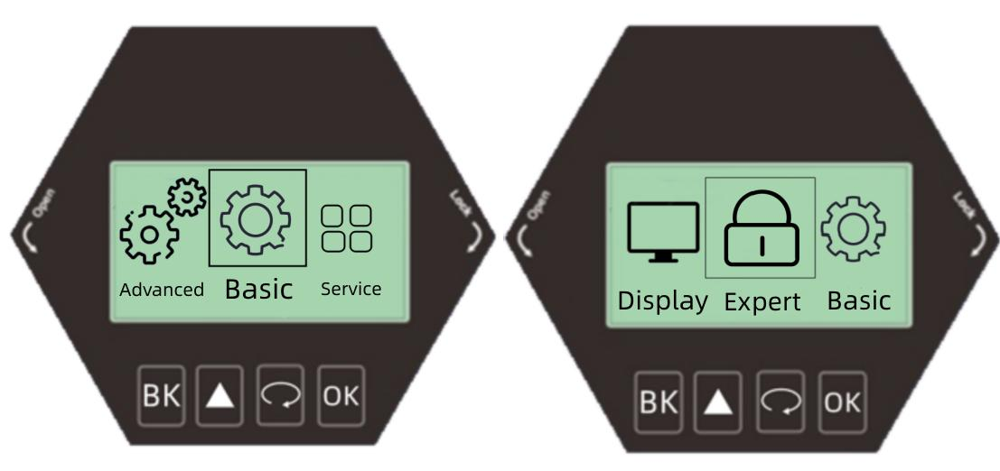 Open
Lock
Advanced Basic Service
BK OK
Open
Lock
Display Expert Basic
BK OK